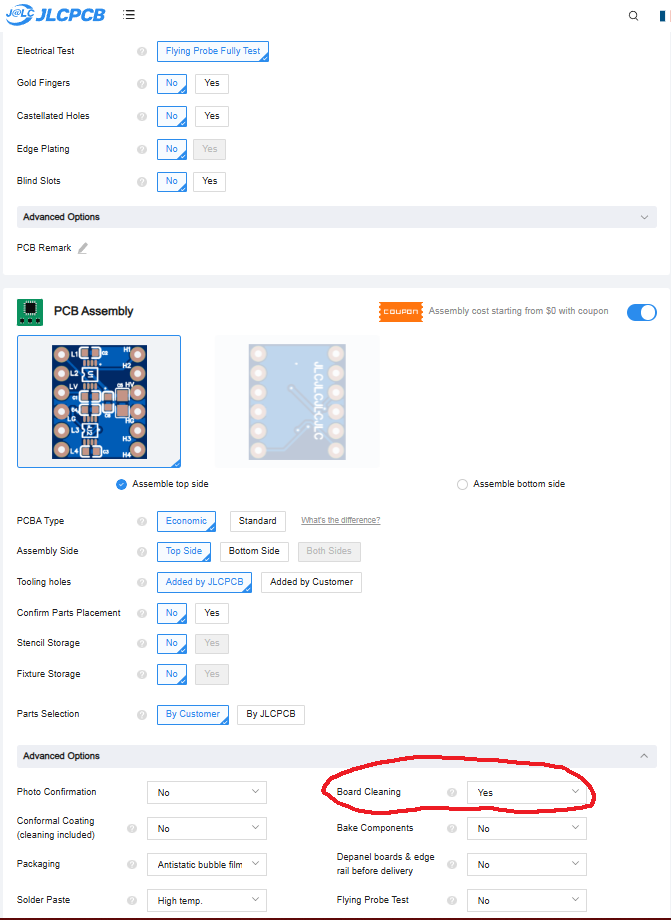 J@LC JLCPCB
Electrical Test Flying Probe Fully Test
Gold Fingers No Yes
Castellated Holes No Yes
Edge Plating No Yes
Blind Slots No Yes
Advanced Options
PCB Remark
PCB Assembly COUPON Assembly cost starting from $0 with coupon
L1 H1
L2 H2
LV HV
LG HG
L3 H3
L4 H4
JLCJLCJLCJLC
Assemble top side Assemble bottom side
PCBA Type Economic Standard What's the difference?
Assembly Side Top Side Bottom Side Both Sides
Tooling holes Added by JLCPCB Added by Customer
Confirm Parts Placement No Yes
Stencil Storage No Yes
Fixture Storage No Yes
Parts Selection By Customer By JLCPCB
Advanced Options
Photo Confirmation No Board Cleaning Yes
Conformal Coating
(cleaning included) No Bake Components No
Packaging Antistatic bubble film Depanel boards & edge
rail before delivery No
Solder Paste High temp. Flying Probe Test No